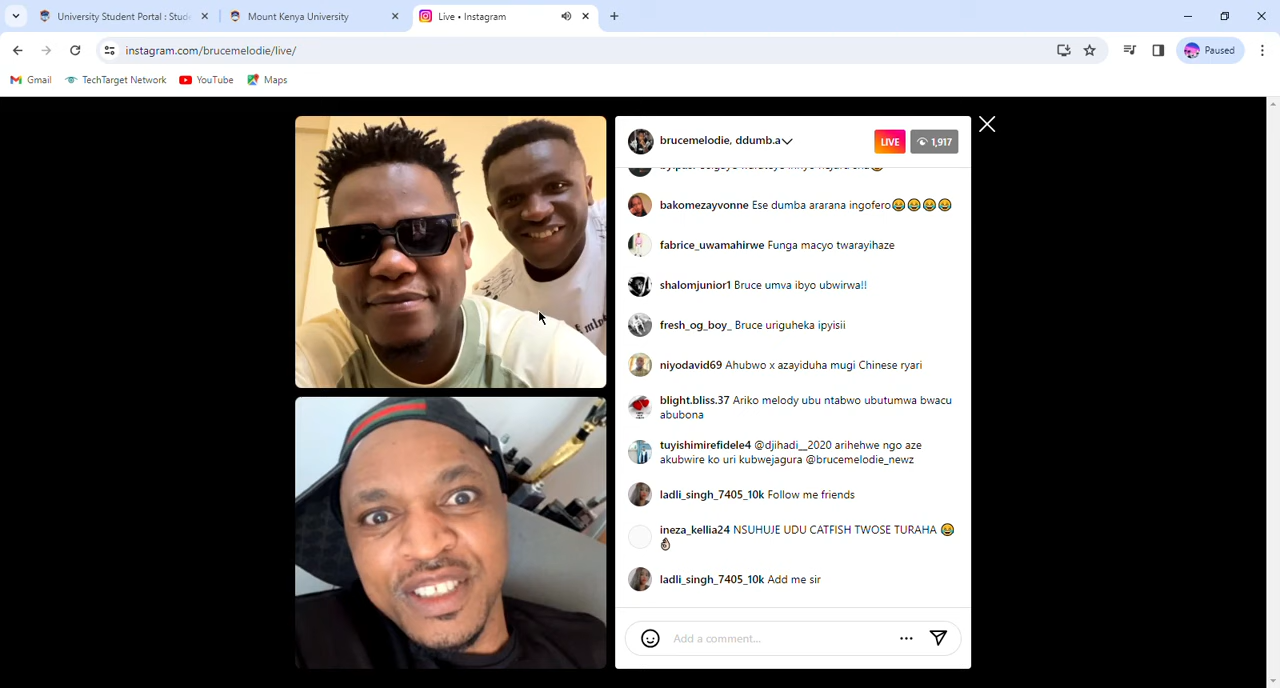 University Student Portal : Stud
Mount Kenya University
Live • Instagram
instagram.com/brucemelodie/live/
Paused
Gmail
TechTarget Network
YouTube
Maps
brucemelodie, ddumb.a
LIVE
1,917
bakomezayvonne Ese dumba ararana ingofero😂😂😂😂
fabrice_uwamahirwe Funga macyo twarayihaze
shalomjunior1 Bruce umva ibyo ubwirwa!!
fresh_og_boy_ Bruce uriguheka ipyisii
niyodavid69 Ahubwo x azayiduha mugi Chinese ryari
blight.bliss.37 Ariko melody ubu ntabwo ubutumwa bwacu
abubona
tuyishimirefidele4 @djihadi__2020 arihehwe ngo aze
akubwire ko uri kubwejagura @brucemelodie_newz
ladli_singh_7405_10k Follow me friends
ineza_kellia24 NSUHUJE UDU CATFISH TWOSE TURAHA 😂
👌🏿
ladli_singh_7405_10k Add me sir
Add a comment...